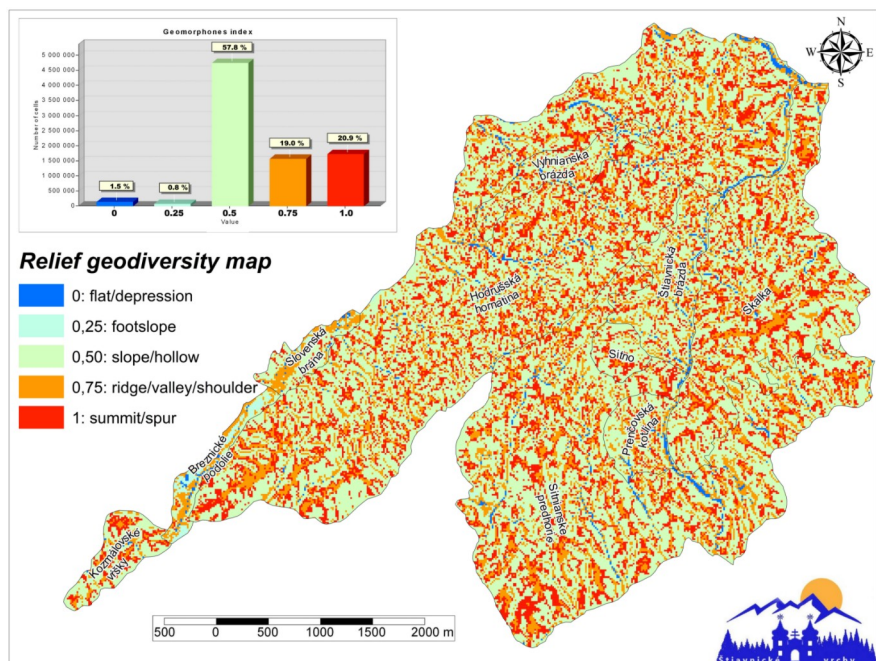 Geomorphones index
Number of cells
5 000 000
4 500 000
4 000 000
3 500 000
3 000 000
2 500 000
2 000 000
1 500 000
1 000 000
500 000
0
1.5 %
0.8 %
57.8 %
19.0 %
20.9 %
0
0.25
0.5
0.75
1.0
Value
N
W
E
S
Relief geodiversity map
0: flat/depression
0,25: footslope
0,50: slope/hollow
0,75: ridge/valley/shoulder
1: summit/spur
Vyhnianska
brázda
Štiavnická
brázda
Hodrušská
hornatina
Skalka
Slovenská
brána
Sitno
Prenčovská
kotlina
Breznické
podolie
Sitnianske
predhorie
Kozmálovské
vŕšky
500
0
500
1000
1500
2000 m
Štiavnické vrchy